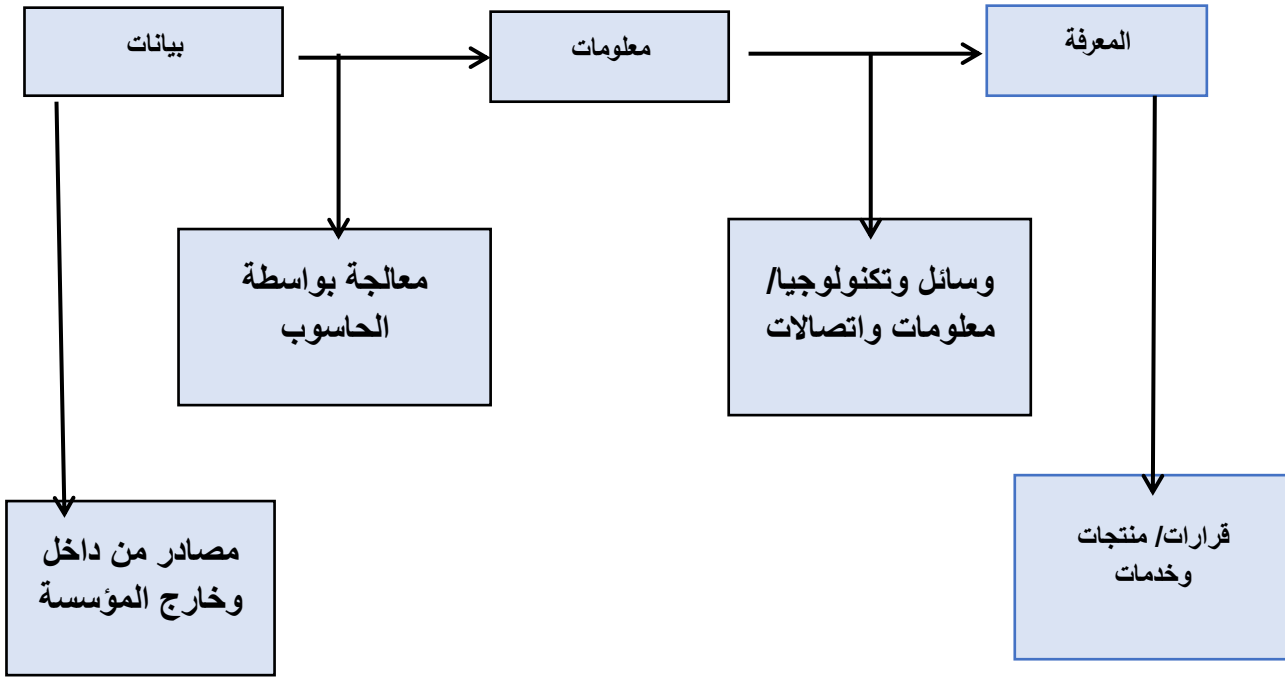 بيانات
معلومات
المعرفة
معالجة بواسطة
الحاسوب
وسائل وتكنولوجيا/
معلومات واتصالات
مصادر من داخل
وخارج المؤسسة
قرارات/ منتجات
وخدمات